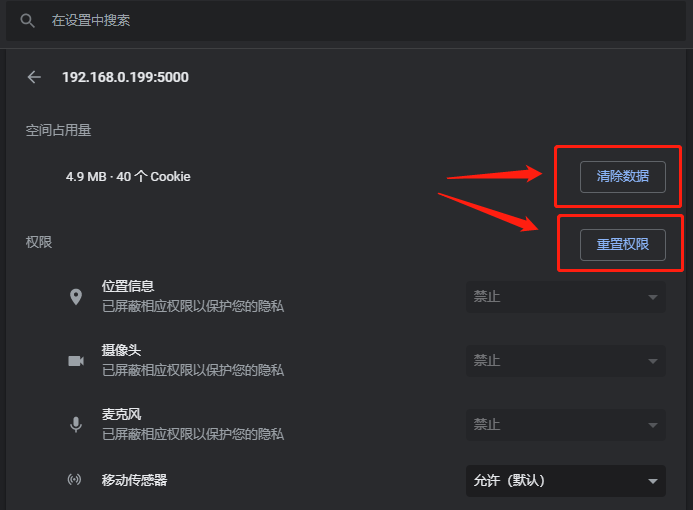 在设置中搜索
192.168.0.199:5000
空间占用量
4.9 MB · 40 个 Cookie
清除数据
权限
重置权限
位置信息
已屏蔽相应权限以保护您的隐私
禁止
摄像头
已屏蔽相应权限以保护您的隐私
禁止
麦克风
已屏蔽相应权限以保护您的隐私
禁止
移动传感器
允许（默认）